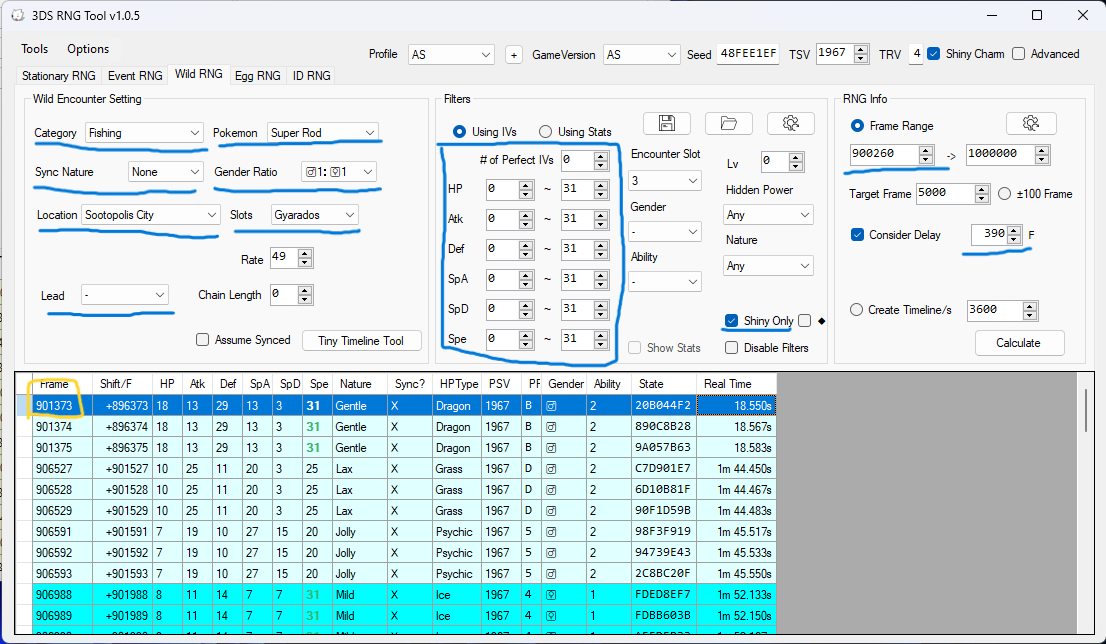 3DS RNG Tool v1.0.5
Tools Options
Profile AS + GameVersion AS Seed 48FEE1EF TSV 1967 TRV 4 Shiny Charm Advanced
Stationary RNG Event RNG Wild RNG Egg RNG ID RNG
Wild Encounter Setting
Category Fishing Pokemon Super Rod
Sync Nature None Gender Ratio ♂1: ♀1
Location Sootopolis City Slots Gyarados
Rate 49
Lead - Chain Length 0
Assume Synced Tiny Timeline Tool
Filters
Using IVs Using Stats
# of Perfect IVs 0
HP 0 ~ 31
Atk 0 ~ 31
Def 0 ~ 31
SpA 0 ~ 31
SpD 0 ~ 31
Spe 0 ~ 31
Encounter Slot
3
Gender
-
Ability
-
Show Stats
Lv 0
Hidden Power
Any
Nature
Any
Shiny Only ◆
Disable Filters
RNG Info
Frame Range
900260 -> 1000000
Target Frame 5000 ±100 Frame
Consider Delay 390 F
Create Timeline/s 3600
Calculate
Frame Shift/F HP Atk Def SpA SpD Spe Nature Sync? HPType PSV Gender Ability State Real Time
901373 +896373 18 13 29 13 3 31 Gentle X Dragon 1967 B ♂ 2 20B044F2 18.550s
901374 +896374 18 13 29 13 3 31 Gentle X Dragon 1967 B ♂ 2 890C8B28 18.567s
901375 +896375 18 13 29 13 3 31 Gentle X Dragon 1967 B ♂ 2 9A057B63 18.583s
906527 +901527 10 25 11 20 3 25 Lax X Grass 1967 D ♂ 2 C7D901E7 1m 44.450s
906528 +901528 10 25 11 20 3 25 Lax X Grass 1967 D ♂ 2 6D10B81F 1m 44.467s
906529 +901529 10 25 11 20 3 25 Lax X Grass 1967 D ♂ 2 90F1D59B 1m 44.483s
906591 +901591 7 19 10 27 15 20 Jolly X Psychic 1967 5 ♂ 2 98F3F919 1m 45.517s
906592 +901592 7 19 10 27 15 20 Jolly X Psychic 1967 5 ♂ 2 94739E43 1m 45.533s
906593 +901593 7 19 10 27 15 20 Jolly X Psychic 1967 5 ♂ 2 2C8BC20F 1m 45.550s
906988 +901988 8 11 14 7 7 31 Mild X Ice 1967 4 ♀ 1 FDED8EF7 1m 52.133s
906989 +901989 8 11 14 7 7 31 Mild X Ice 1967 4 ♀ 1 FDBB603B 1m 52.150s